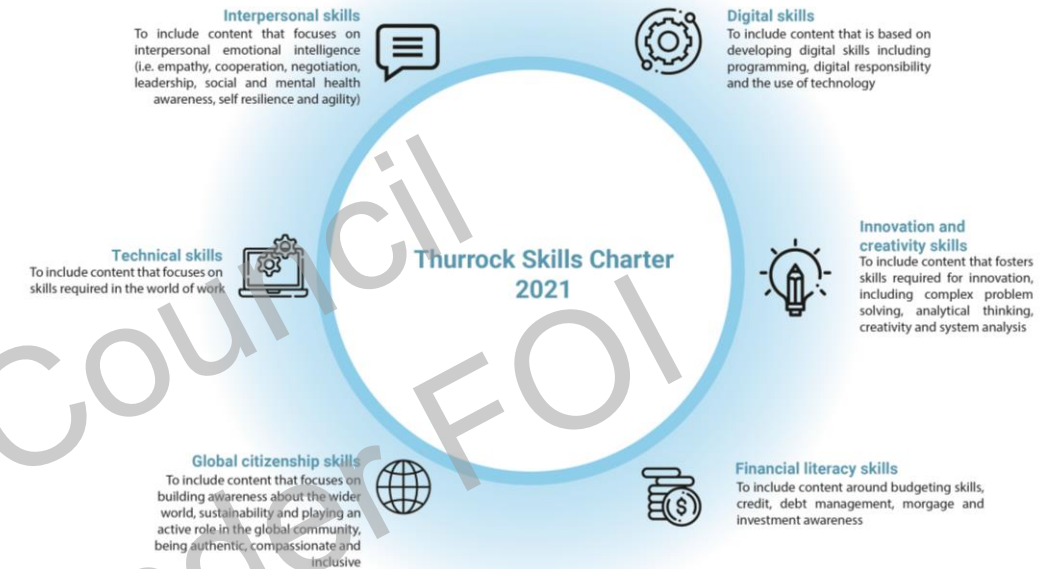 Interpersonal skills
To include content that focuses on
interpersonal emotional intelligence
(i.e. empathy, cooperation, negotiation,
leadership, social and mental health
awareness, self resilience and agility)
Digital skills
To include content that is based on
developing digital skills including
programming, digital responsibility
and the use of technology
Technical skills
To include content that focuses on
skills required in the world of work
Thurrock Skills Charter
2021
Innovation and
creativity skills
To include content that fosters
skills required for innovation,
including complex problem
solving, analytical thinking,
creativity and system analysis
Global citizenship skills
To include content that focuses on
building awareness about the wider
world, sustainability and playing an
active role in the global community,
being authentic, compassionate and
inclusive
Financial literacy skills
To include content around budgeting skills,
credit, debt management, morgage and
investment awareness
Council
FOI